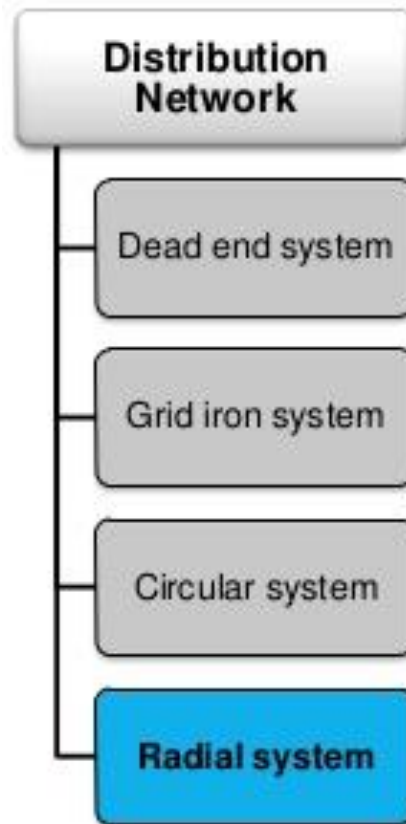 Distribution
Network
Dead end system
Grid iron system
Circular system
Radial system